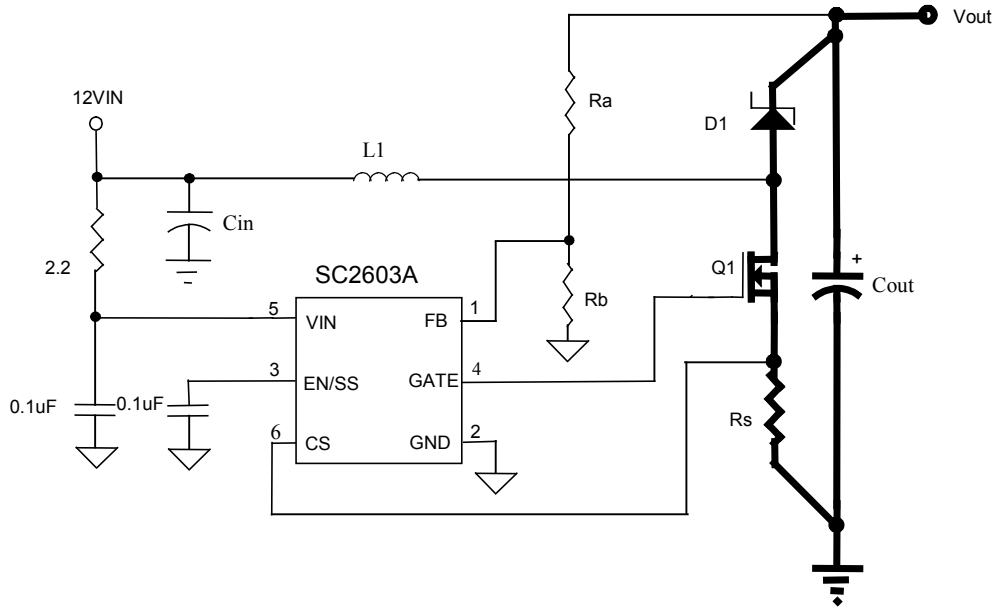 Vout
12VIN
Ra
D1
L1
Cin
2.2
SC2603A
Q1
+
Cout
Rb
5
VIN
FB
1
3
EN/SS
GATE
4
0.1uF
0.1uF
Rs
6
CS
GND
2